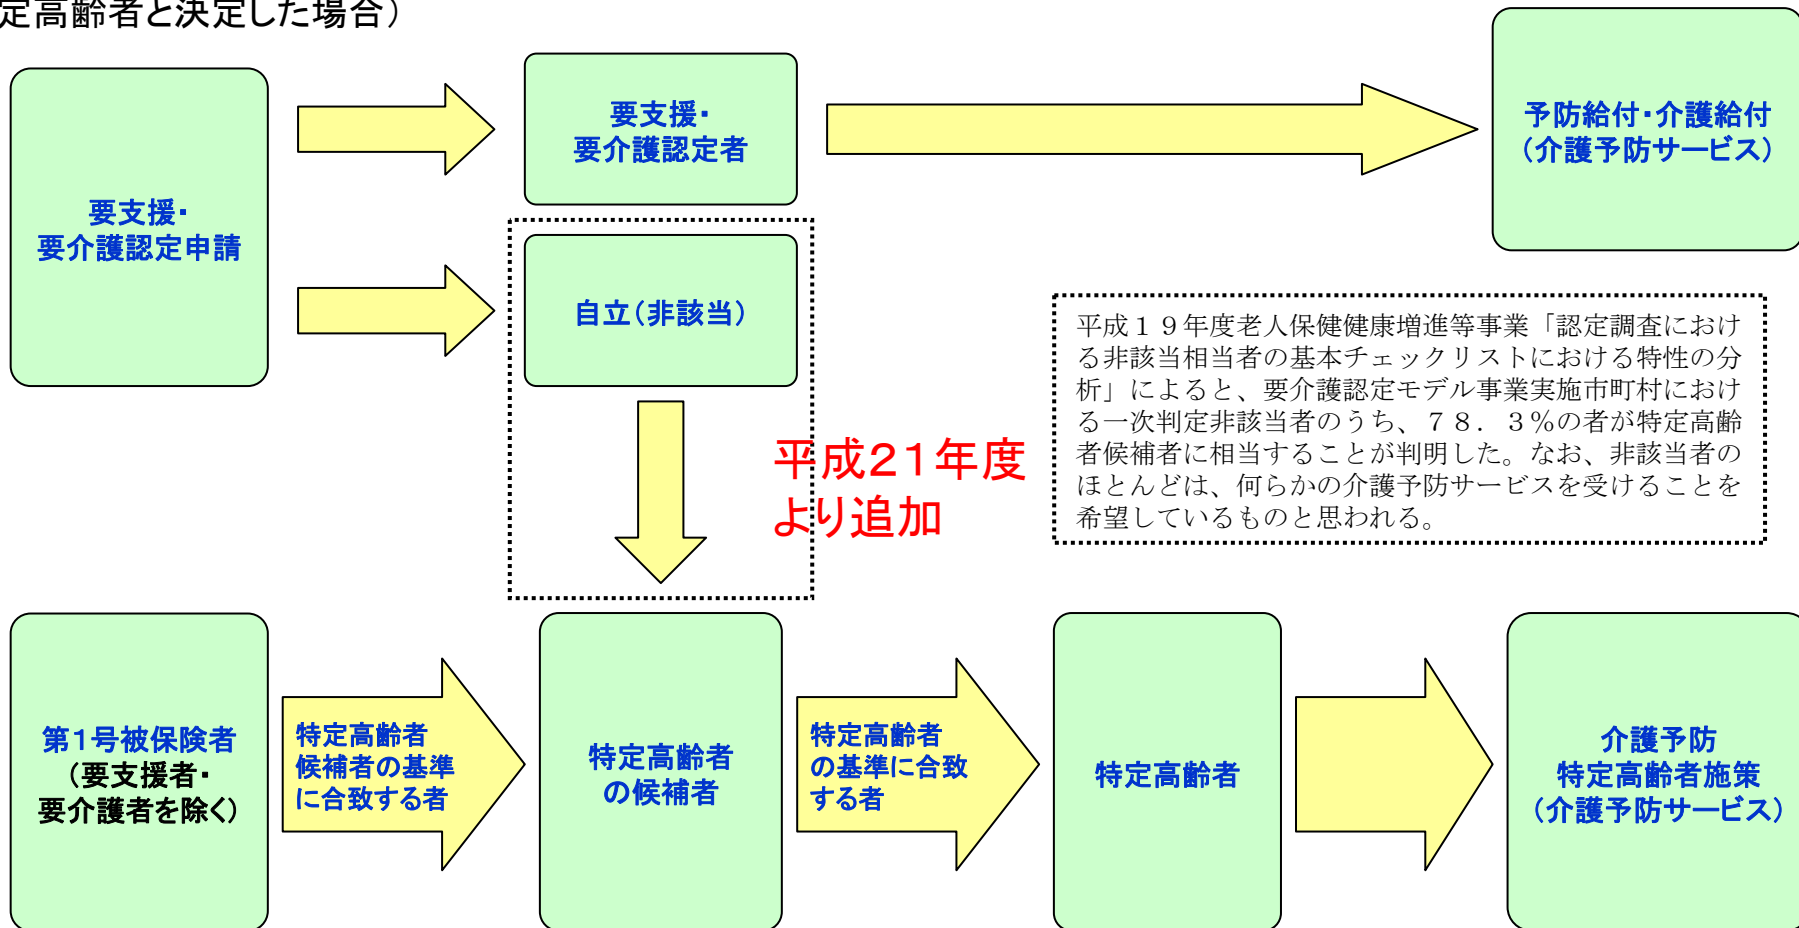 定高齢者と決定した場合）
要支援・
要介護認定申請
要支援・
要介護認定者
予防給付・介護給付
（介護予防サービス）
自立（非該当）
平成１９年度老人保健健康増進等事業「認定調査におけ
る非該当相当者の基本チェックリストにおける特性の分
析」によると、要介護認定モデル事業実施市町村におけ
る一次判定非該当者のうち、７８．３％の者が特定高齢
者候補者に相当することが判明した。なお、非該当者の
ほとんどは、何らかの介護予防サービスを受けることを
希望しているものと思われる。
平成２１年度
より追加
第１号被保険者
（要支援者・
要介護者を除く）
特定高齢者
候補者の基準
に合致する者
特定高齢者
の候補者
特定高齢者
の基準に合致
する者
特定高齢者
介護予防
特定高齢者施策
（介護予防サービス）